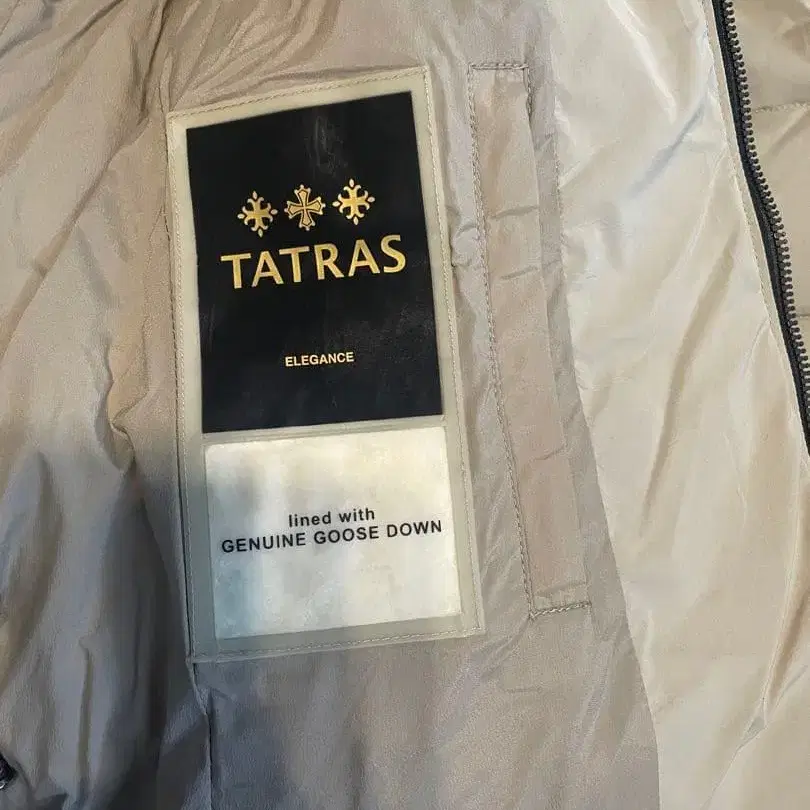 TATRAS
ELEGANCE
lined with
GENUINE GOOSE DOWN